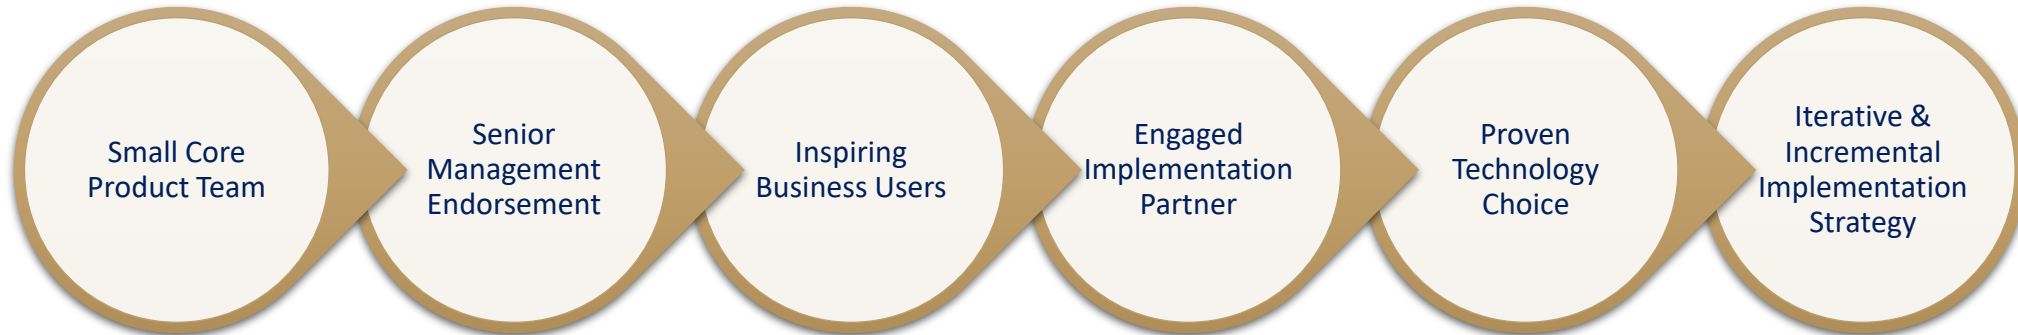 Small Core
Product Team
Senior
Management
Endorsement
Inspiring
Business Users
Engaged
Implementation
Partner
Proven
Technology
Choice
Iterative &
Incremental
Implementation
Strategy